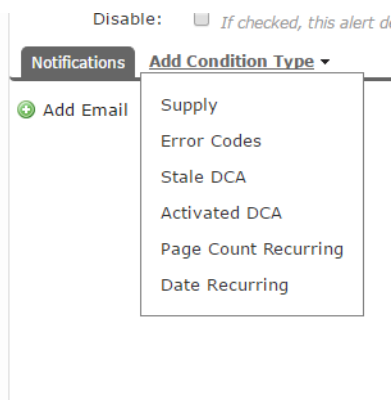 Disable: If checked, this alert
Notifications Add Condition Type
Add Email
Supply
Error Codes
Stale DCA
Activated DCA
Page Count Recurring
Date Recurring